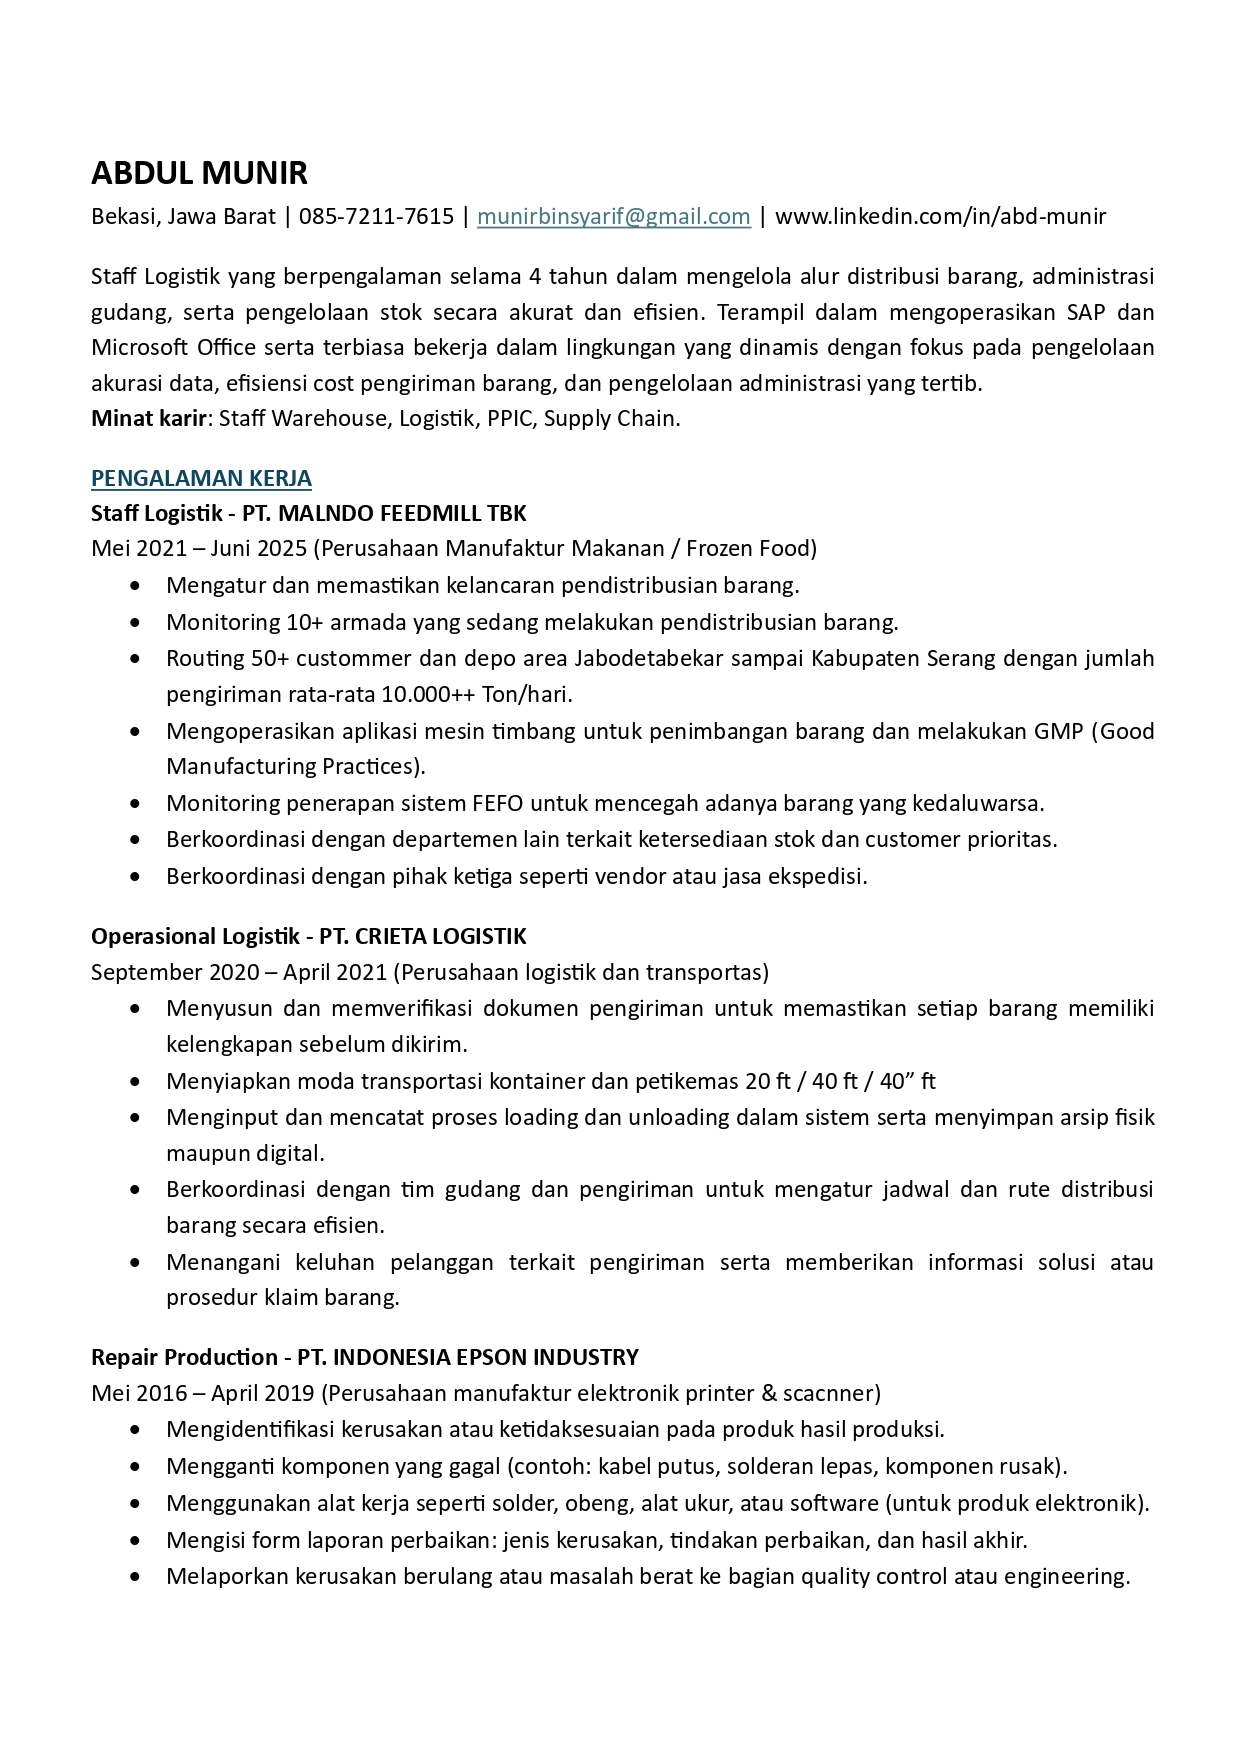 ABDUL MUNIR
Bekasi, Jawa Barat | 085-7211-7615 | munirbinsyarif@gmail.com | www.linkedin.com/in/abd-munir
Staff Logistik yang berpengalaman selama 4 tahun dalam mengelola alur distribusi barang, administrasi
gudang, serta pengelolaan stok secara akurat dan efisien. Terampil dalam mengoperasikan SAP dan
Microsoft Office serta terbiasa bekerja dalam lingkungan yang dinamis dengan fokus pada pengelolaan
akurasi data, efisiensi cost pengiriman barang, dan pengelolaan administrasi yang tertib.
Minat karir: Staff Warehouse, Logistik, PPIC, Supply Chain.
PENGALAMAN KERJA
Staff Logistik - PT. MALNDO FEEDMILL TBK
Mei 2021 – Juni 2025 (Perusahaan Manufaktur Makanan / Frozen Food)
• Mengatur dan memastikan kelancaran pendistribusian barang.
• Monitoring 10+ armada yang sedang melakukan pendistribusian barang.
• Routing 50+ custommer dan depo area Jabodetabekar sampai Kabupaten Serang dengan jumlah
pengiriman rata-rata 10.000++ Ton/hari.
• Mengoperasikan aplikasi mesin timbang untuk penimbangan barang dan melakukan GMP (Good
Manufacturing Practices).
• Monitoring penerapan sistem FEFO untuk mencegah adanya barang yang kedaluwarsa.
• Berkoordinasi dengan departemen lain terkait ketersediaan stok dan customer prioritas.
• Berkoordinasi dengan pihak ketiga seperti vendor atau jasa ekspedisi.
Operasional Logistik - PT. CRIETA LOGISTIK
September 2020 – April 2021 (Perusahaan logistik dan transportas)
• Menyusun dan memverifikasi dokumen pengiriman untuk memastikan setiap barang memiliki
kelengkapan sebelum dikirim.
• Menyiapkan moda transportasi kontainer dan petikemas 20 ft / 40 ft / 40” ft
• Menginput dan mencatat proses loading dan unloading dalam sistem serta menyimpan arsip fisik
maupun digital.
• Berkoordinasi dengan tim gudang dan pengiriman untuk mengatur jadwal dan rute distribusi
barang secara efisien.
• Menangani keluhan pelanggan terkait pengiriman serta memberikan informasi solusi atau
prosedur klaim barang.
Repair Production - PT. INDONESIA EPSON INDUSTRY
Mei 2016 – April 2019 (Perusahaan manufaktur elektronik printer & scacnner)
• Mengidentifikasi kerusakan atau ketidaksesuaian pada produk hasil produksi.
• Mengganti komponen yang gagal (contoh: kabel putus, solderan lepas, komponen rusak).
• Menggunakan alat kerja seperti solder, obeng, alat ukur, atau software (untuk produk elektronik).
• Mengisi form laporan perbaikan: jenis kerusakan, tindakan perbaikan, dan hasil akhir.
• Melaporkan kerusakan berulang atau masalah berat ke bagian quality control atau engineering.